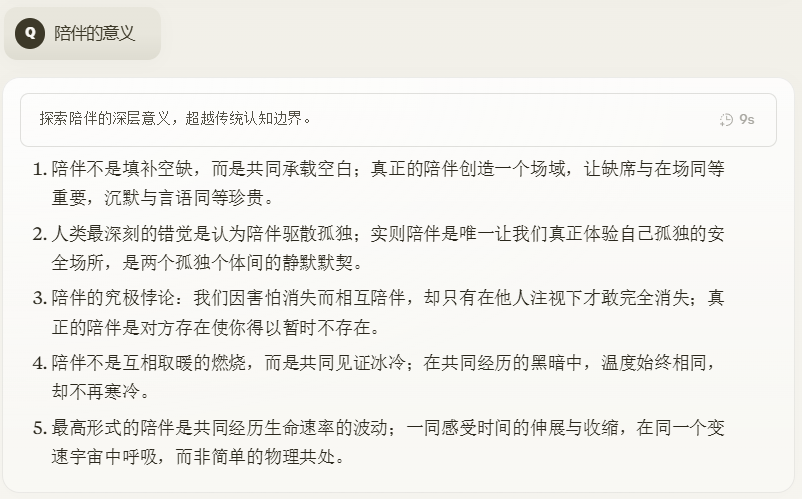 Q 陪伴的意义
探索陪伴的深层意义，超越传统认知边界。 9s
1. 陪伴不是填补空缺，而是共同承载空白；真正的陪伴创造一个场域，让缺席与在场同等
重要，沉默与言语同等珍贵。
2. 人类最深刻的错觉是认为陪伴驱散孤独；实则陪伴是唯一让我们真正体验自己孤独的安
全场所，是两个孤独个体间的静默默契。
3. 陪伴的究极悖论：我们因害怕消失而相互陪伴，却只有在他人注视下才敢完全消失；真
正的陪伴是对方存在使你得以暂时不存在。
4. 陪伴不是互相取暖的燃烧，而是共同见证冰冷；在共同经历的黑暗中，温度始终相同，
却不再寒冷。
5. 最高形式的陪伴是共同经历生命速率的波动；一同感受时间的伸展与收缩，在同一个变
速宇宙中呼吸，而非简单的物理共处。